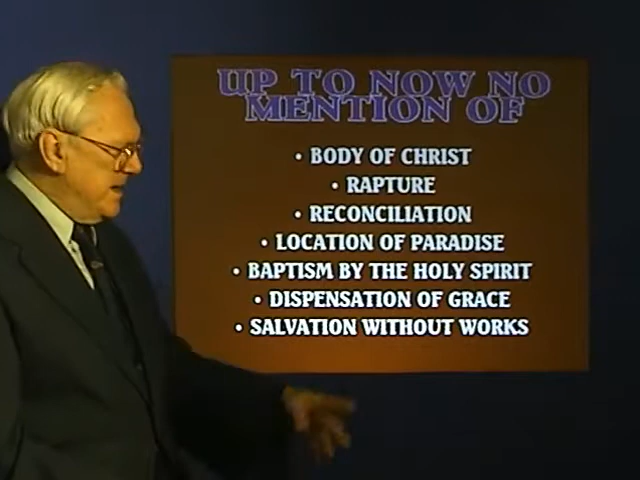 UP TO NOW NO
MENTION OF
• BODY OF CHRIST
• RAPTURE
• RECONCILIATION
• LOCATION OF PARADISE
• BAPTISM BY THE HOLY SPIRIT
• DISPENSATION OF GRACE
• SALVATION WITHOUT WORKS